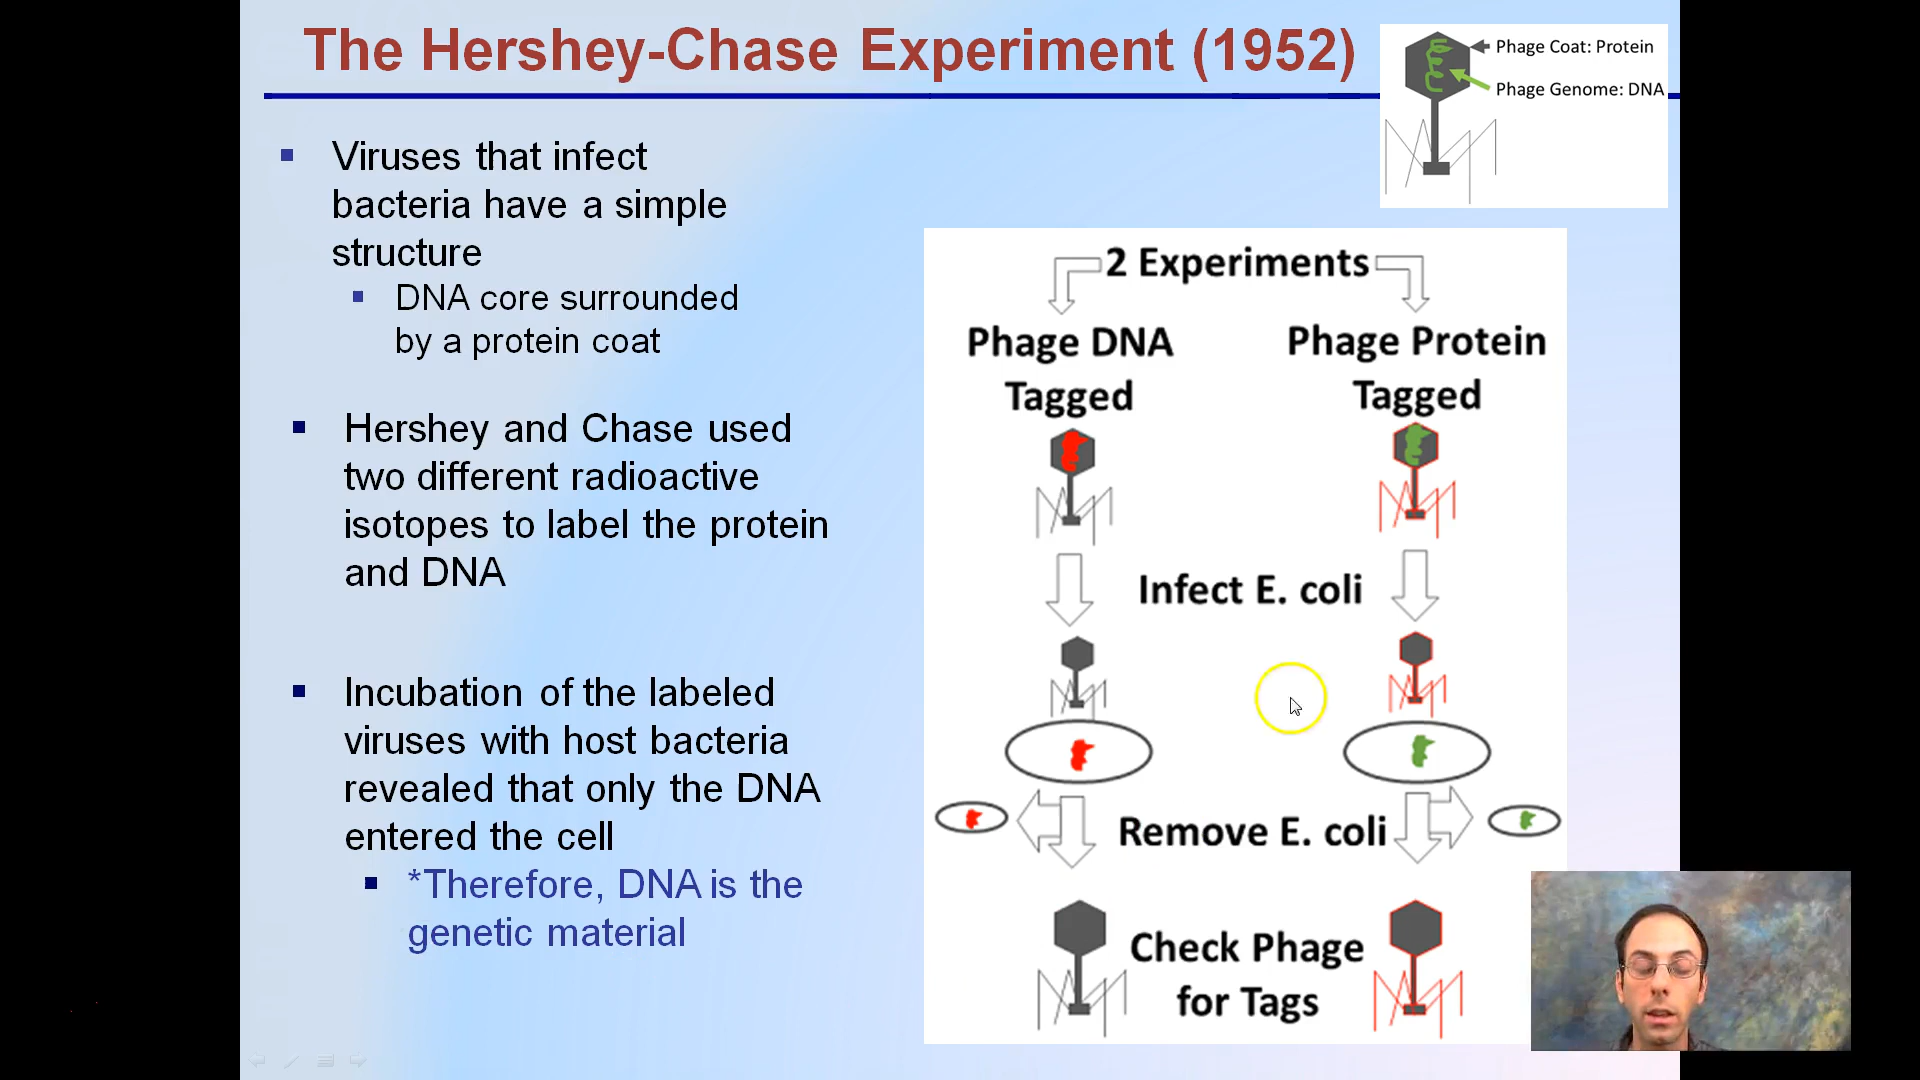 The Hershey-Chase Experiment (1952)
Phage Coat: Protein
Phage Genome: DNA
Viruses that infect
bacteria have a simple
structure
DNA core surrounded
by a protein coat
Hershey and Chase used
two different radioactive
isotopes to label the protein
and DNA
Incubation of the labeled
viruses with host bacteria
revealed that only the DNA
entered the cell
*Therefore, DNA is the
genetic material
2 Experiments
Phage DNA
Tagged
Phage Protein
Tagged
Infect E. coli
Remove E. coli
Check Phage
for Tags